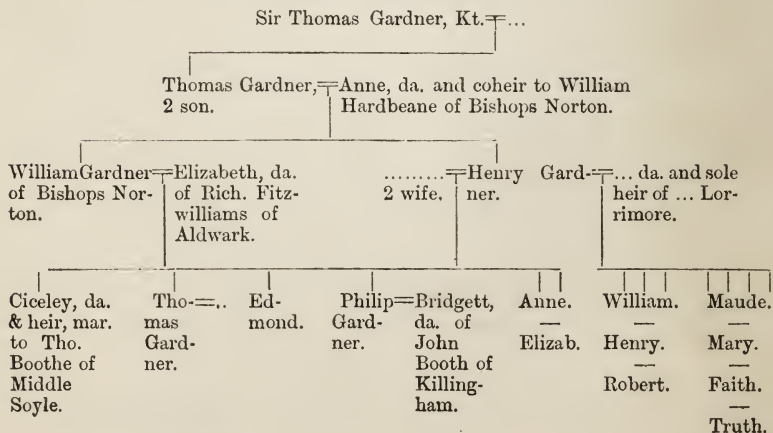 Sir Thomas Gardner, Kt.=...
Thomas Gardner,=Anne, da. and coheir to William
2 son. Hardbeane of Bishops Norton.
WilliamGardner=Elizabeth, da. .........=Henry Gard-=... da. and sole
of Bishops Nor- of Rich. Fitz- 2 wife. ner. heir of ... Lor-
ton. williams of rimore.
Aldwark.
Ciceley, da. Tho-=.. Ed- Philip=Bridgett, Anne. William. Maude.
& heir, mar. mas mond. Gard- da. of — — —
to Tho. Gard- ner. John Elizab. Henry. Mary.
Boothe of ner. Booth of — —
Middle Killing- Robert. Faith.
Soyle. ham. —
Truth.